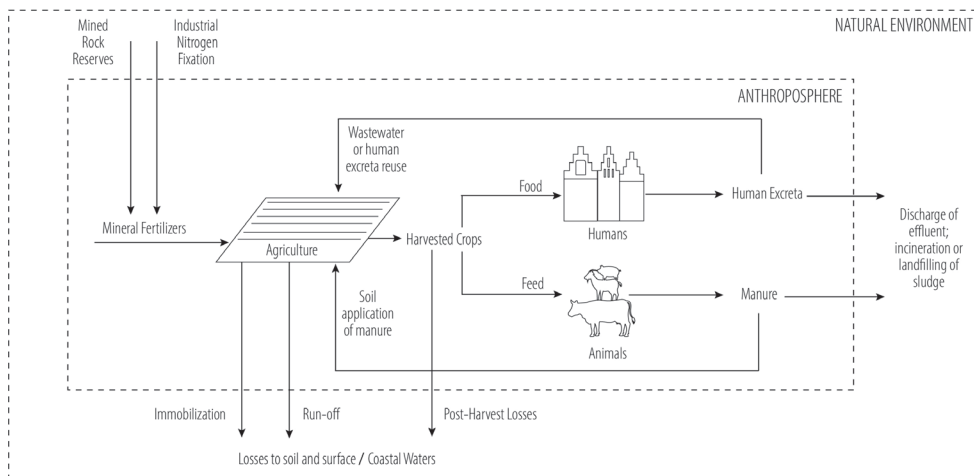 NATURAL ENVIRONMENT
Mined
Rock
Reserves
Industrial
Nitrogen
Fixation
ANTHROPOSPHERE
Wastewater
or human
excreta reuse
Food
Humans
Human Excreta
Mineral Fertilizers
Agriculture
Harvested Crops
Discharge of
effluent;
incineration or
landfilling of
sludge
Feed
Animals
Manure
Soil
application
of manure
Immobilization
Run-off
Post-Harvest Losses
Losses to soil and surface / Coastal Waters